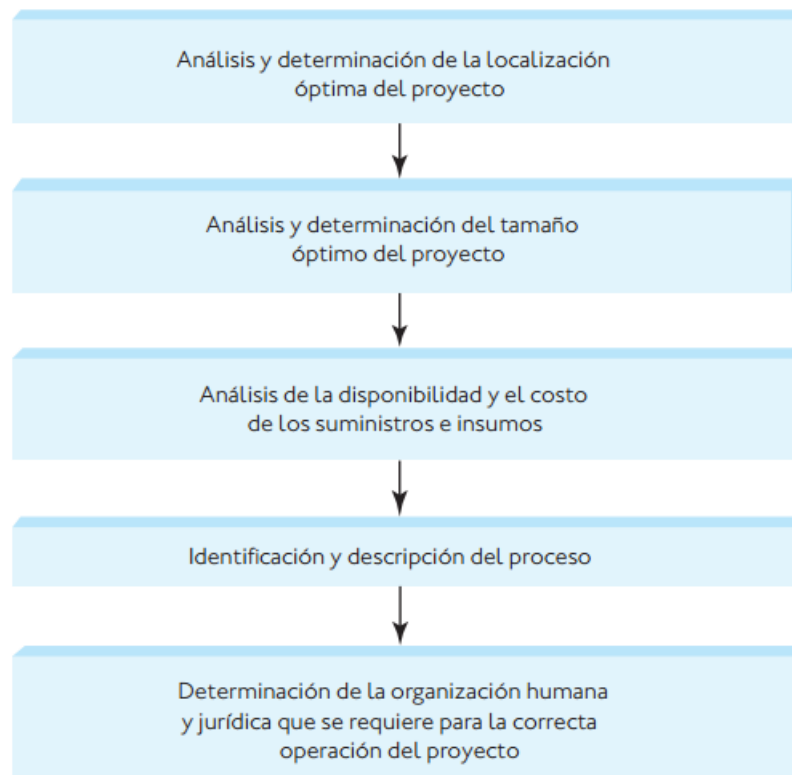 Análisis y determinación de la localización
óptima del proyecto
Análisis y determinación del tamaño
óptimo del proyecto
Análisis de la disponibilidad y el costo
de los suministros e insumos
Identificación y descripción del proceso
Determinación de la organización humana
y jurídica que se requiere para la correcta
operación del proyecto